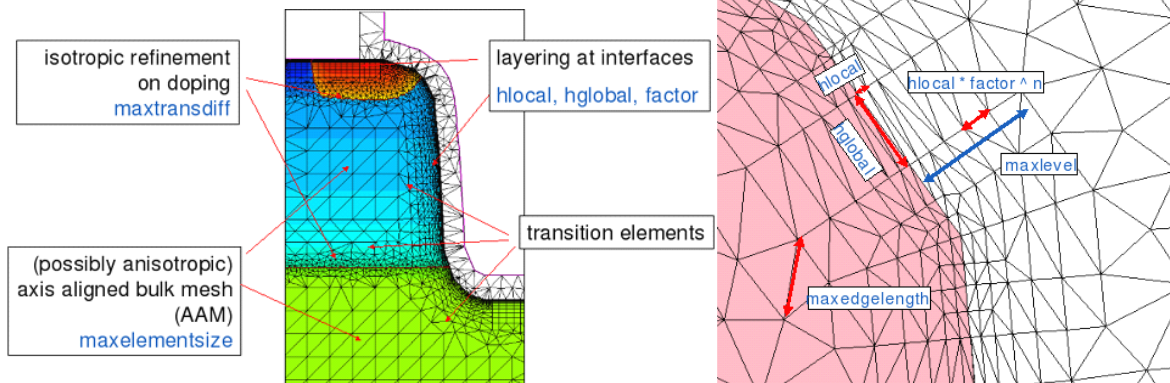 isotropic refinement
on doping
maxtransdiff
layering at interfaces
hlocal, hglobal, factor
(possibly anisotropic)
axis aligned bulk mesh
(AAM)
maxelementsize
transition elements
hlocal
hlocal * factor ^ n
hglobal
maxlevel
maxedgelength